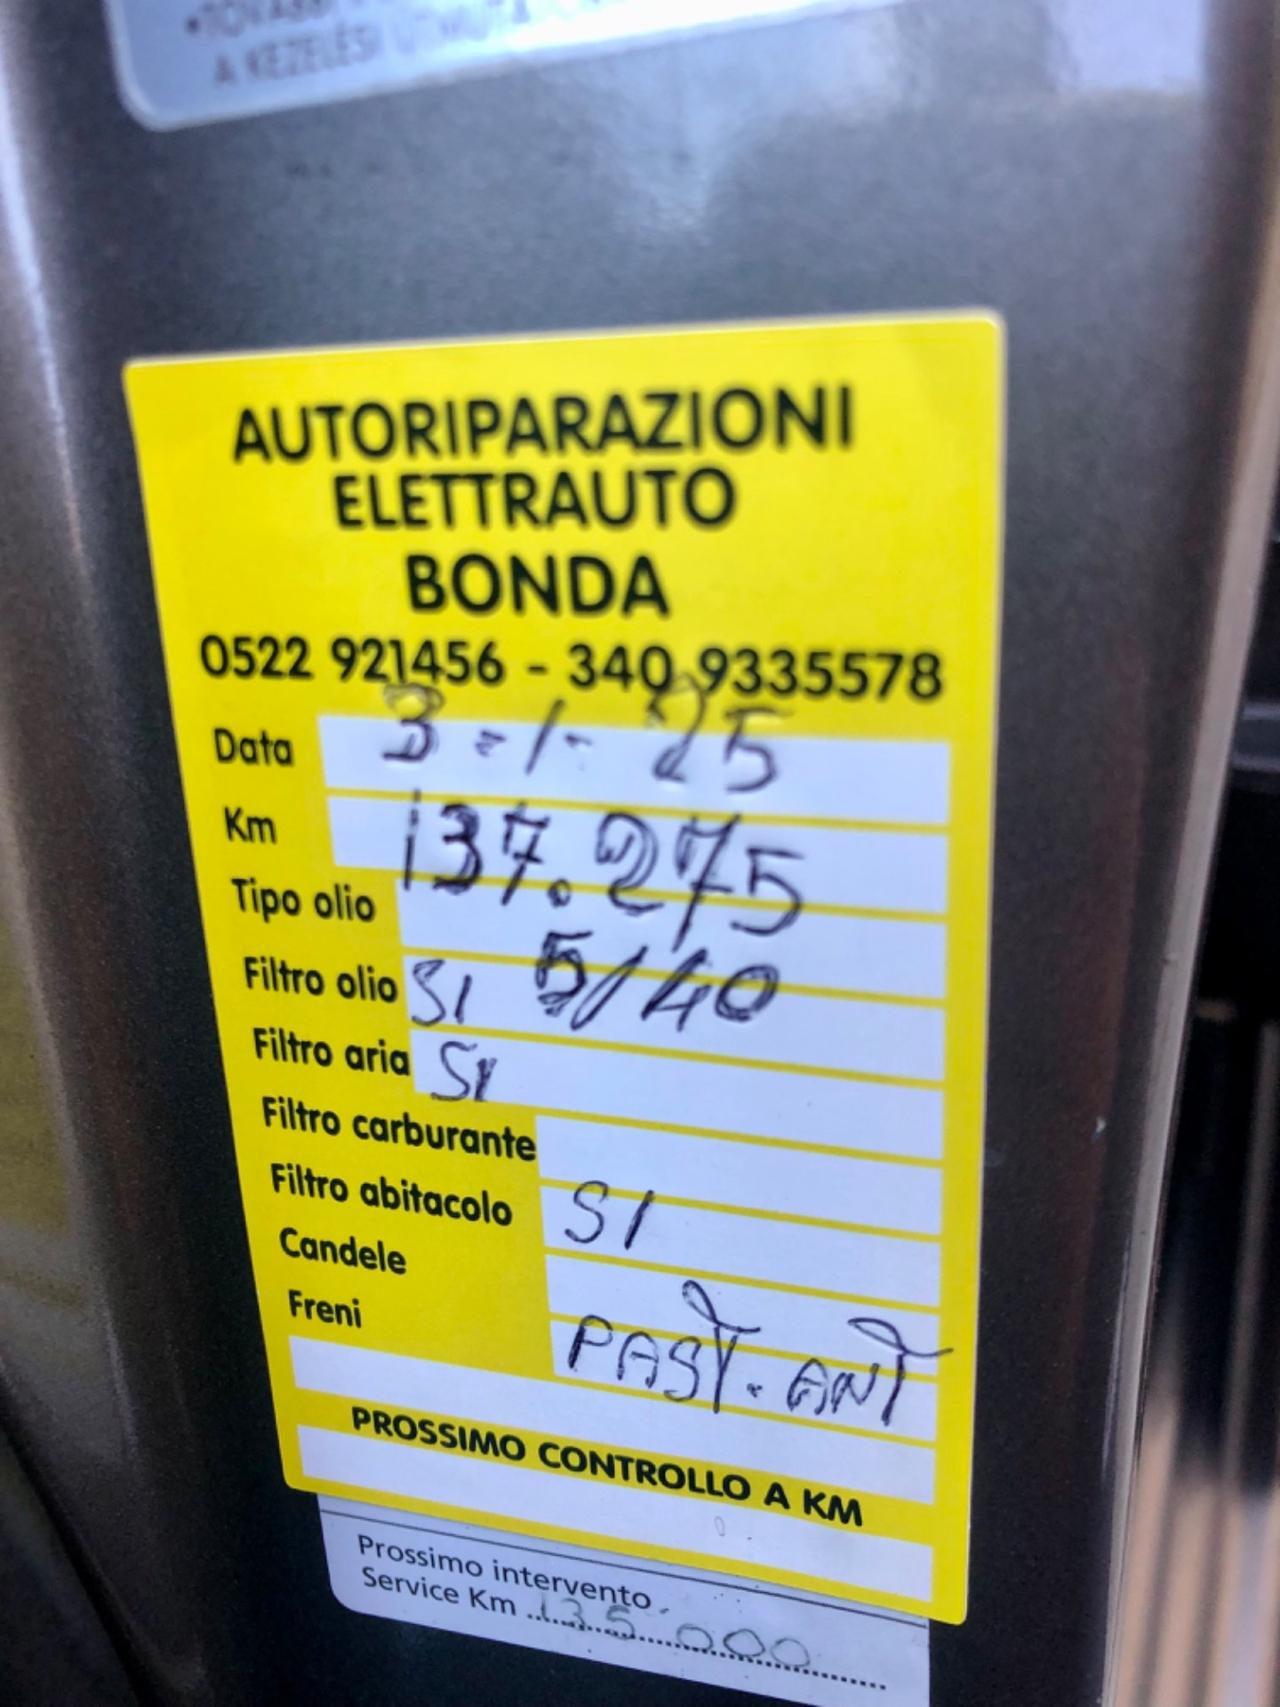 •TOVÁBBI
A KEZELÉSI ÚTMUTA
AUTORIPARAZIONI
ELETTRAUTO
BONDA
0522 921456 - 340 9335578
Data 3-1-25
Km 137.275
Tipo olio 5/40
Filtro olio SI
Filtro aria SI
Filtro carburante
Filtro abitacolo SI
Candele
Freni PAST. ANT
PROSSIMO CONTROLLO A KM
Prossimo intervento
Service Km 135.000